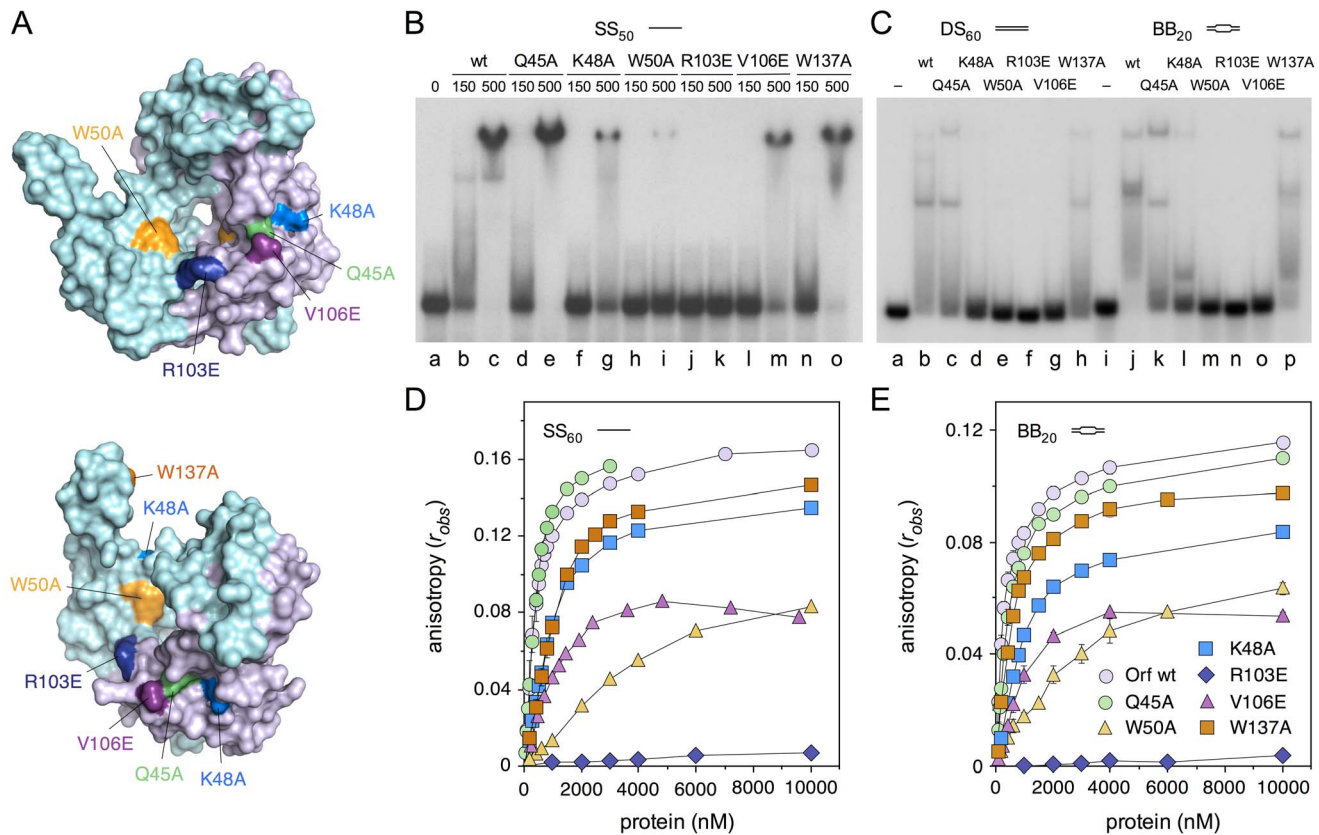 A
W50A
K48A
Q45A
V106E
R103E
W137A
K48A
W50A
R103E
V106E
Q45A
K48A
B
SS50
wt Q45A K48A W50A R103E V106E W137A
0 150 500 150 500 150 500 150 500 150 500 150 500 150 500
a b c d e f g h i j k l m n o
C
DS60 BB20
wt K48A R103E W137A wt K48A R103E W137A
– Q45A W50A V106E – Q45A W50A V106E
a b c d e f g h i j k l m n o p
D
SS60
anisotropy (robs)
0.16
0.12
0.08
0.04
0
0 2000 4000 6000 8000 10000
protein (nM)
E
BB20
anisotropy (robs)
0.12
0.08
0.04
0
K48A
Orf wt R103E
Q45A V106E
W50A W137A
0 2000 4000 6000 8000 10000
protein (nM)